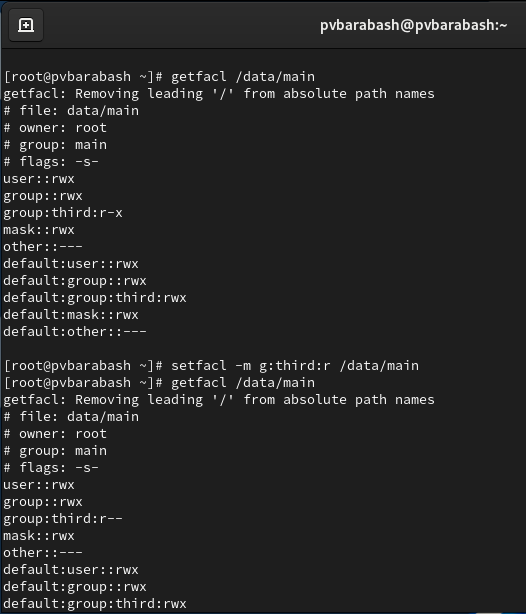 pvbarabash@pvbarabash:~
[root@pvbarabash ~]# getfacl /data/main
getfacl: Removing leading '/' from absolute path names
# file: data/main
# owner: root
# group: main
# flags: -s-
user::rwx
group::rwx
group:third:r-x
mask::rwx
other::---
default:user::rwx
default:group::rwx
default:group:third:rwx
default:mask::rwx
default:other::---
[root@pvbarabash ~]# setfacl -m g:third:r /data/main
[root@pvbarabash ~]# getfacl /data/main
getfacl: Removing leading '/' from absolute path names
# file: data/main
# owner: root
# group: main
# flags: -s-
user::rwx
group::rwx
group:third:r--
mask::rwx
other::---
default:user::rwx
default:group::rwx
default:group:third:rwx